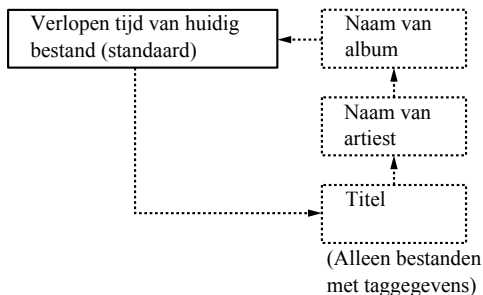 Verlopen tijd van huidig
bestand (standaard)
Naam van
album
Naam van
artiest
Titel
(Alleen bestanden
met taggegevens)